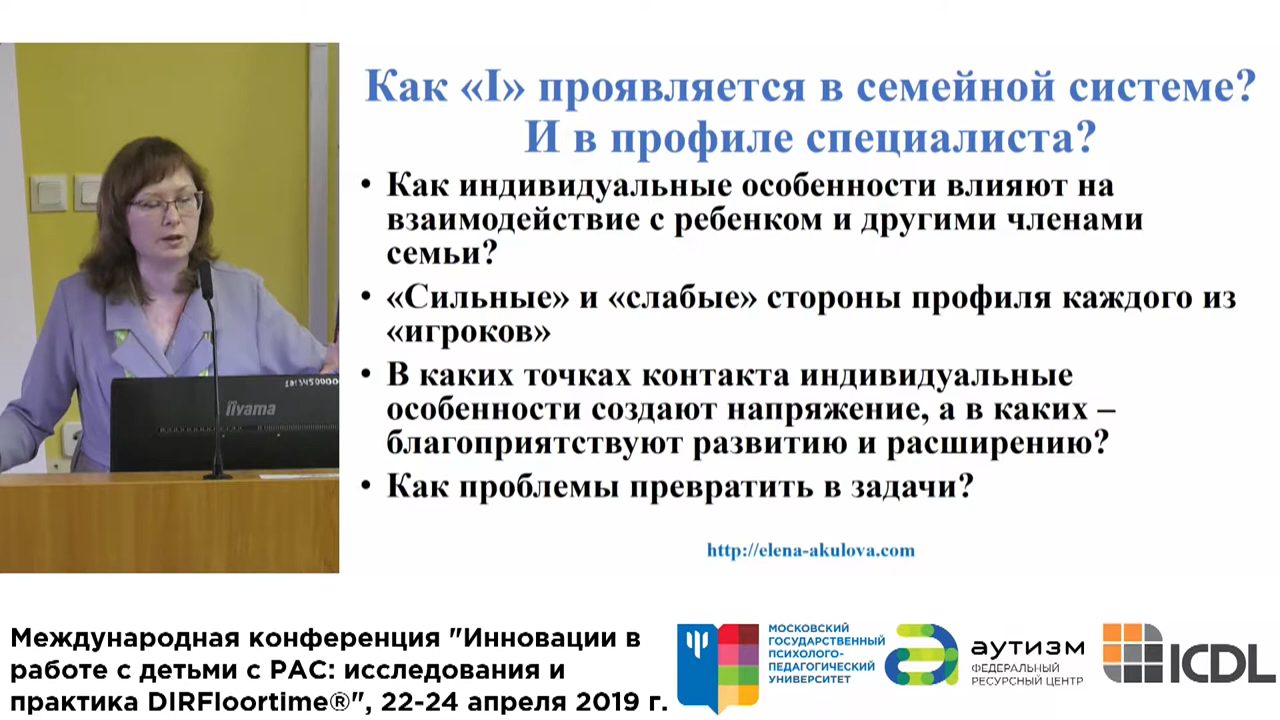 Как «I» проявляется в семейной системе?
И в профиле специалиста?
• Как индивидуальные особенности влияют на
взаимодействие с ребенком и другими членами
семьи?
• «Сильные» и «слабые» стороны профиля каждого из
«игроков»
• В каких точках контакта индивидуальные
особенности создают напряжение, а в каких –
благоприятствуют развитию и расширению?
• Как проблемы превратить в задачи?
http://elena-akulova.com
iiyama
Международная конференция "Инновации в
работе с детьми с РАС: исследования и
практика DIRFloortime®", 22-24 апреля 2019 г.
МОСКОВСКИЙ
ГОСУДАРСТВЕННЫЙ
ПСИХОЛОГО-
ПЕДАГОГИЧЕСКИЙ
УНИВЕРСИТЕТ
аутизм
ФЕДЕРАЛЬНЫЙ
РЕСУРСНЫЙ ЦЕНТР
ICDL